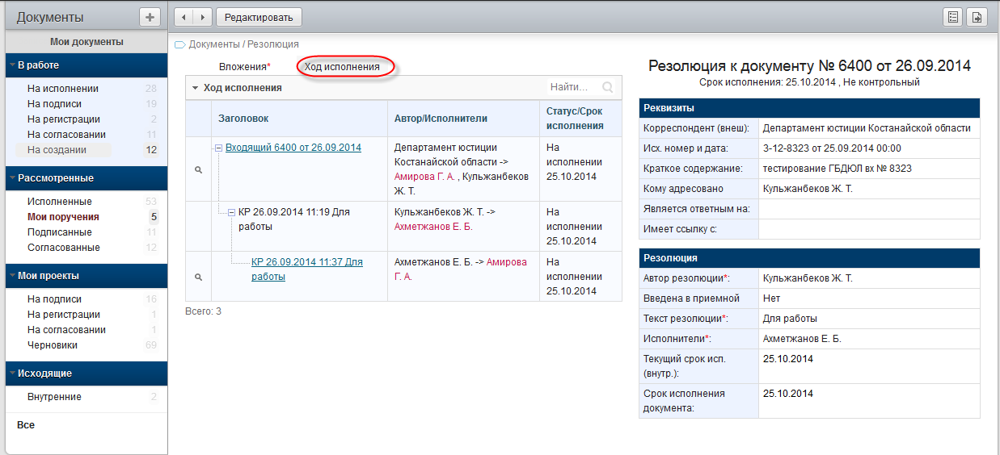 Документы
+
Мои документы
В работе
На исполнении 28
На подписи 19
На регистрации 2
На согласовании 11
На создании 12
Рассмотренные
Исполненные 53
Мои поручения 5
Подписанные 11
Согласованные 12
Мои проекты
На подписи 16
На регистрации 1
На согласовании 1
Черновики 69
Исходящие
Внутренние 2
Все
Редактировать
Документы / Резолюция
Вложения* Ход исполнения
Ход исполнения Найти...
Заголовок Автор/Исполнители Статус/Срок
исполнения
Входящий 6400 от 26.09.2014
Департамент юстиции
Костанайской области ->
Амирова Г. А. , Кульжанбеков
Ж. Т.
На
исполнении
25.10.2014
КР 26.09.2014 11:19 Для
работы
Кульжанбеков Ж. Т. ->
Ахметжанов Е. Б.
На
исполнении
25.10.2014
КР 26.09.2014 11:37 Для
работы
Ахметжанов Е. Б. -> Амирова
Г. А.
На
исполнении
25.10.2014
Всего: 3
Резолюция к документу № 6400 от 26.09.2014
Срок исполнения: 25.10.2014 , Не контрольный
Реквизиты
Корреспондент (внеш): Департамент юстиции Костанайской области
Исх. номер и дата: 3-12-8323 от 25.09.2014 00:00
Краткое содержание: тестирование ГБДЮЛ вх № 8323
Кому адресовано Кульжанбеков Ж. Т.
Является ответным на:
Имеет ссылку с:
Резолюция
Автор резолюции*: Кульжанбеков Ж. Т.
Введена в приемной Нет
Текст резолюции*: Для работы
Исполнители*: Ахметжанов Е. Б.
Текущий срок исп. 25.10.2014
(внутр.):
Срок исполнения 25.10.2014
документа: